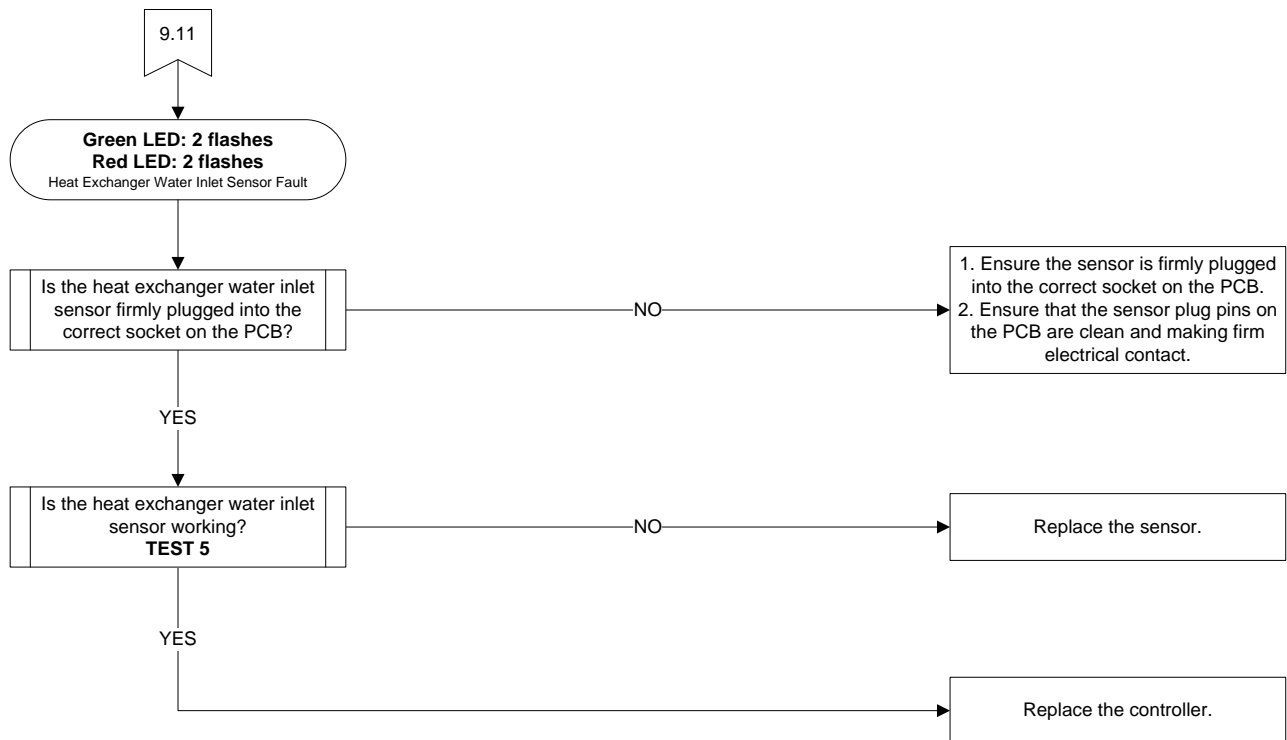 9.11
Green LED: 2 flashes
Red LED: 2 flashes
Heat Exchanger Water Inlet Sensor Fault
Is the heat exchanger water inlet
sensor firmly plugged into the
correct socket on the PCB?
NO
1. Ensure the sensor is firmly plugged
into the correct socket on the PCB.
2. Ensure that the sensor plug pins on
the PCB are clean and making firm
electrical contact.
YES
Is the heat exchanger water inlet
sensor working?
TEST 5
NO
Replace the sensor.
YES
Replace the controller.